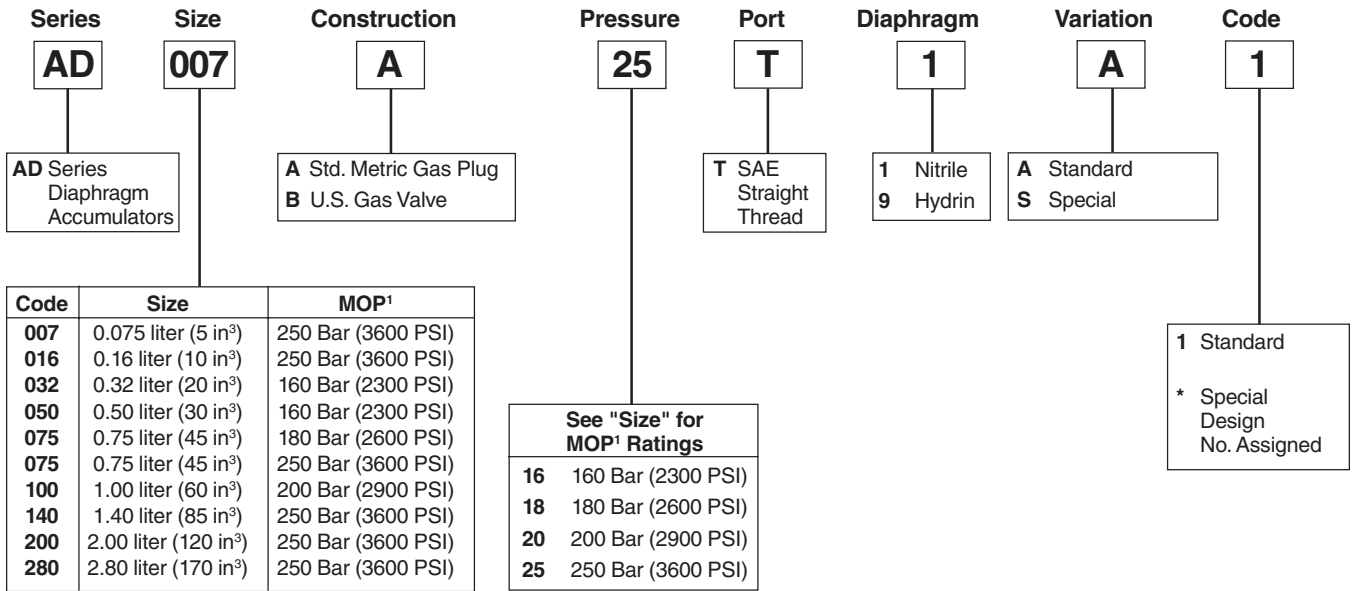 Series Size Construction Pressure Port Diaphragm Variation Code
AD 007 A 25 T 1 A 1
AD Series
Diaphragm
Accumulators
A Std. Metric Gas Plug
B U.S. Gas Valve
T SAE
Straight
Thread
1 Nitrile
9 Hydrin
A Standard
S Special
Code Size MOP¹
007 0.075 liter (5 in³) 250 Bar (3600 PSI)
016 0.16 liter (10 in³) 250 Bar (3600 PSI)
032 0.32 liter (20 in³) 160 Bar (2300 PSI)
050 0.50 liter (30 in³) 160 Bar (2300 PSI)
075 0.75 liter (45 in³) 180 Bar (2600 PSI)
075 0.75 liter (45 in³) 250 Bar (3600 PSI)
100 1.00 liter (60 in³) 200 Bar (2900 PSI)
140 1.40 liter (85 in³) 250 Bar (3600 PSI)
200 2.00 liter (120 in³) 250 Bar (3600 PSI)
280 2.80 liter (170 in³) 250 Bar (3600 PSI)
See "Size" for
MOP¹ Ratings
16 160 Bar (2300 PSI)
18 180 Bar (2600 PSI)
20 200 Bar (2900 PSI)
25 250 Bar (3600 PSI)
1 Standard
* Special
Design
No. Assigned